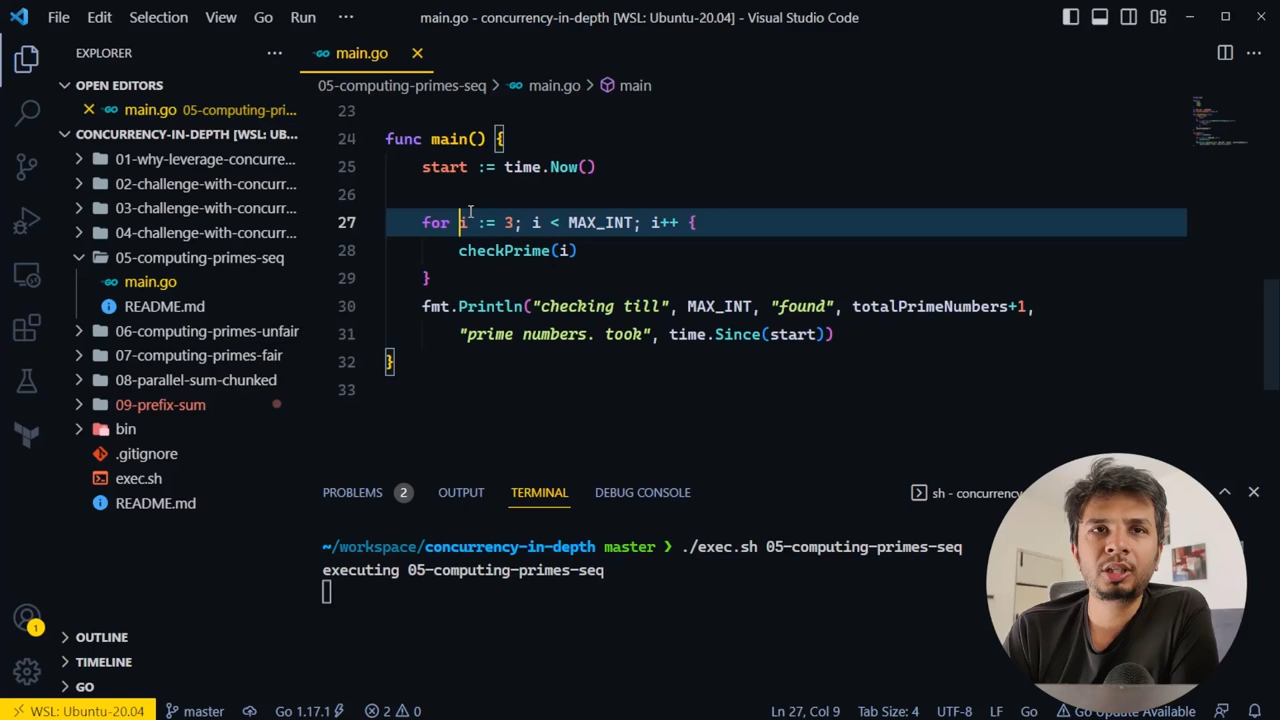 File Edit Selection View Go Run ··· main.go - concurrency-in-depth [WSL: Ubuntu-20.04] - Visual Studio Code
EXPLORER ···
main.go
OPEN EDITORS
main.go 05-computing-pri...
CONCURRENCY-IN-DEPTH [WSL: UB...
01-why-leverage-concurre...
02-challenge-with-concurr...
03-challenge-with-concurr...
04-challenge-with-concurr...
05-computing-primes-seq
main.go
README.md
06-computing-primes-unfair
07-computing-primes-fair
08-parallel-sum-chunked
09-prefix-sum
bin
.gitignore
exec.sh
README.md
OUTLINE
TIMELINE
GO
05-computing-primes-seq > main.go > main
23
24 func main() {
25 start := time.Now()
26
27 for i := 3; i < MAX_INT; i++ {
28 checkPrime(i)
29 }
30 fmt.Println("checking till", MAX_INT, "found", totalPrimeNumbers+1,
31 "prime numbers. took", time.Since(start))
32 }
33
PROBLEMS 2 OUTPUT TERMINAL DEBUG CONSOLE sh - concurrency
~/workspace/concurrency-in-depth master ❯ ./exec.sh 05-computing-primes-seq
executing 05-computing-primes-seq
1
WSL: Ubuntu-20.04 master Go 1.17.1 2 0 Ln 27, Col 9 Tab Size: 4 UTF-8 LF Go Go Update Available